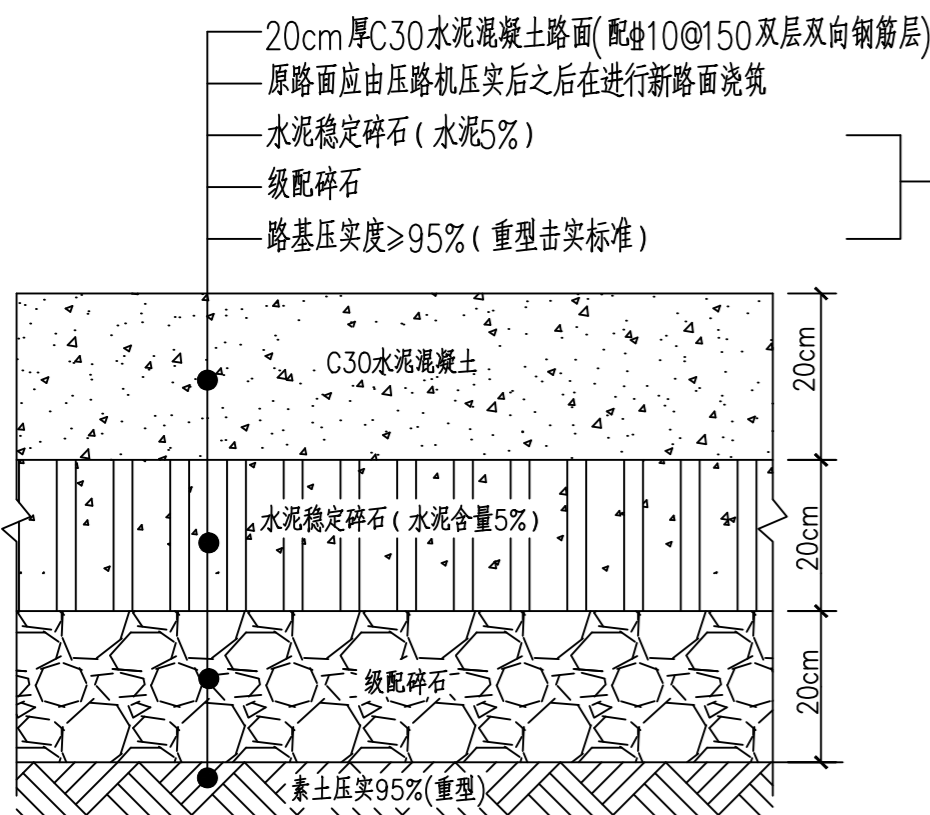 20cm厚C30水泥混凝土路面(配ϕ10@150双层双向钢筋层)
原路面应由压路机压实后之后在进行新路面浇筑
水泥稳定碎石(水泥5%)
级配碎石
路基压实度≥95%(重型击实标准)
C30水泥混凝土
20cm
水泥稳定碎石(水泥含量5%)
20cm
级配碎石
20cm
素土压实95%(重型)